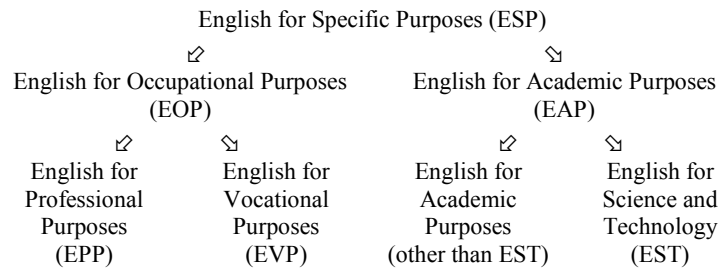 English for Specific Purposes (ESP)
English for Occupational Purposes
(EOP)
English for Academic Purposes
(EAP)
English for
Professional
Purposes
(EPP)
English for
Vocational
Purposes
(EVP)
English for
Academic
Purposes
(other than EST)
English for
Science and
Technology
(EST)